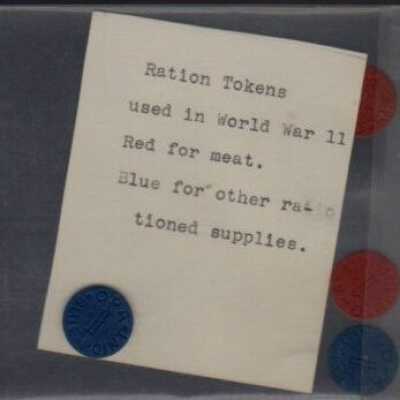 Ration Tokens
used in World War 11
Red for meat.
Blue for other ra
tioned supplies.